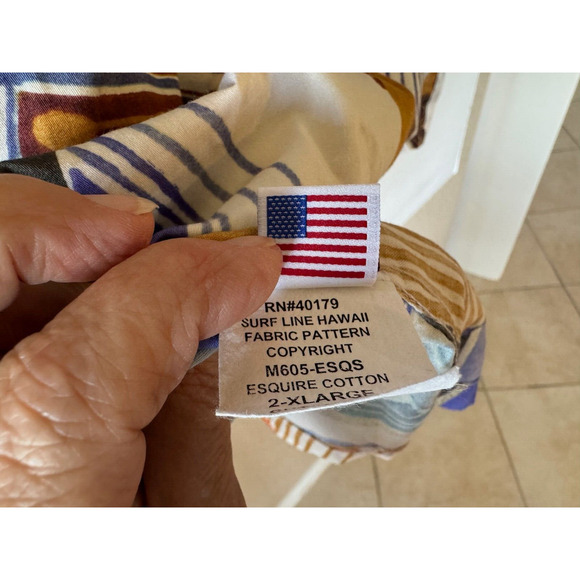 RN#40179
SURF LINE HAWAII
FABRIC PATTERN
COPYRIGHT
M605-ESQS
ESQUIRE COTTON
2-XLARGE